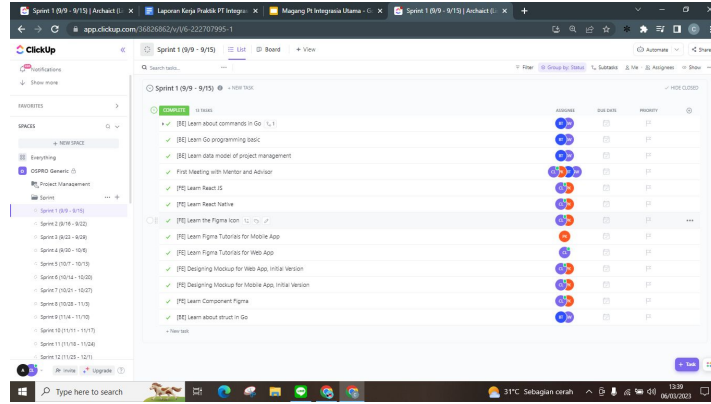 Sprint 1 (9/9 - 9/15) | Archaict (L
Laporan Kerja Praktik PT Integras
Magang Pt Integrasia Utama - G
Sprint 1 (9/9 - 9/15) | Archaict (L
app.clickup.com/36826862/v/l/6-222707995-1
ClickUp
Sprint 1 (9/9 - 9/15)
List
Board
+ View
Automate
Share
Notifications
Show more
Search tasks...
Filter
Group by: Status
Subtasks
Me
Assignees
Show
FAVORITES
SPACES
+ NEW SPACE
Everything
OSPRO Generic
Project Management
Sprint
Sprint 1 (9/9 - 9/15)
Sprint 2 (9/16 - 9/22)
Sprint 3 (9/23 - 9/29)
Sprint 4 (9/30 - 10/6)
Sprint 5 (10/7 - 10/13)
Sprint 6 (10/14 - 10/20)
Sprint 7 (10/21 - 10/27)
Sprint 8 (10/28 - 11/3)
Sprint 9 (11/4 - 11/10)
Sprint 10 (11/11 - 11/17)
Sprint 11 (11/18 - 11/24)
Sprint 12 (11/25 - 12/1)
Invite
Upgrade
Sprint 1 (9/9 - 9/15)
+ NEW TASK
HIDE CLOSED
COMPLETE
13 TASKS
ASSIGNEE
DUE DATE
PRIORITY
[BE] Learn about commands in Go 1
[BE] Learn Go programming basic
[BE] Learn data model of project management
First Meeting with Mentor and Advisor
[FE] Learn React JS
[FE] Learn React Native
[FE] Learn the Figma icon
[FE] Learn Figma Tutorials for Mobile App
[FE] Learn Figma Tutorials for Web App
[FE] Designing Mockup for Web App, Initial Version
[FE] Designing Mockup for Mobile App, Initial Version
[FE] Learn Component Figma
[BE] Learn about struct in Go
+ New task
+ Task
Type here to search
31°C Sebagian cerah
13:39
06/03/2023